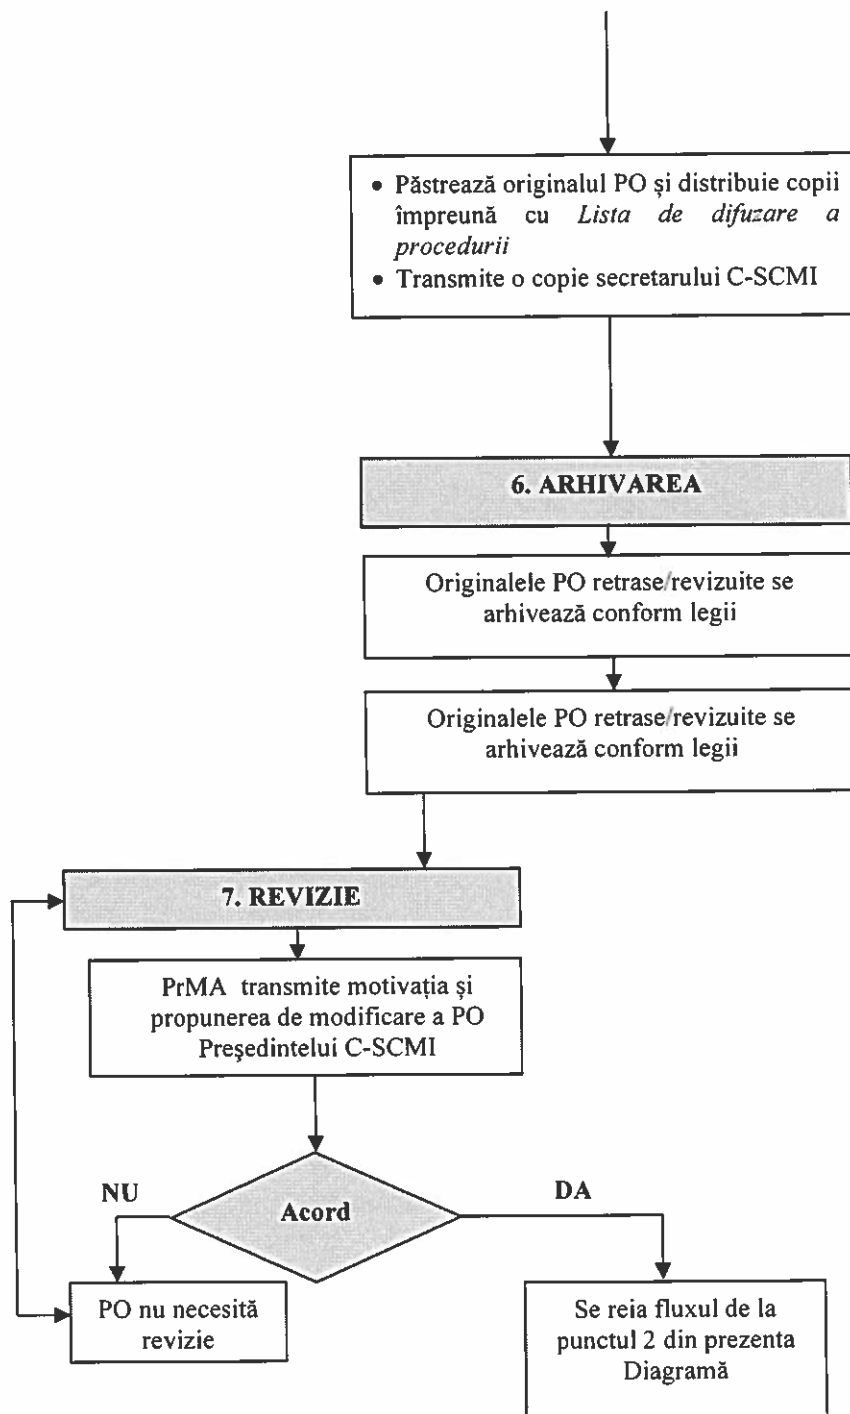 • Păstrează originalul PO și distribuie copii
împreună cu Lista de difuzare a
procedurii
• Transmite o copie secretarului C-SCMI
6. ARHIVAREA
Originalele PO retrase/revizuite se
arhivează conform legii
Originalele PO retrase/revizuite se
arhivează conform legii
7. REVIZIE
PrMA transmite motivația și
propunerea de modificare a PO
Președintelui C-SCMI
NU
Acord
DA
PO nu necesită
revizie
Se reia fluxul de la
punctul 2 din prezenta
Diagramă